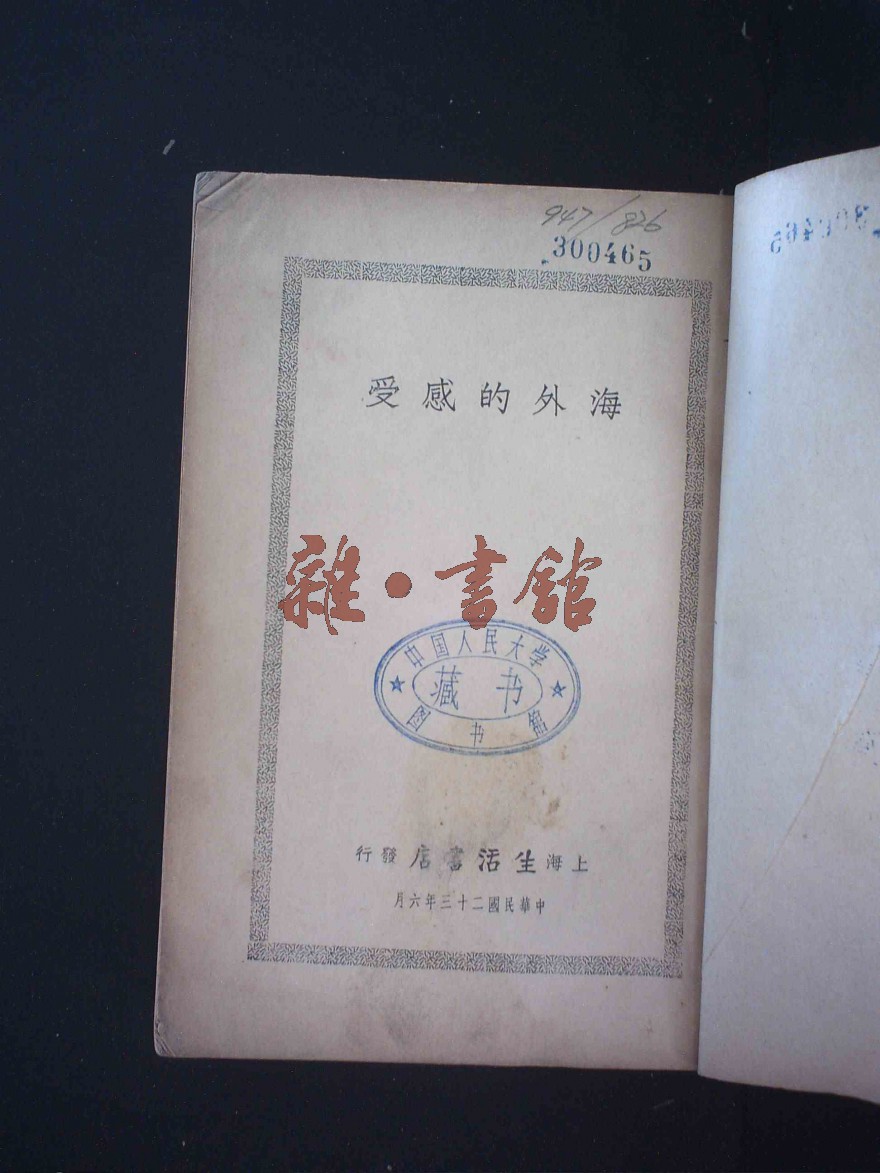 947/826
300465
海外的感受
雜·書館
中国人民大学
藏书
图书馆
上海生活書店發行
中華民國二十三年六月